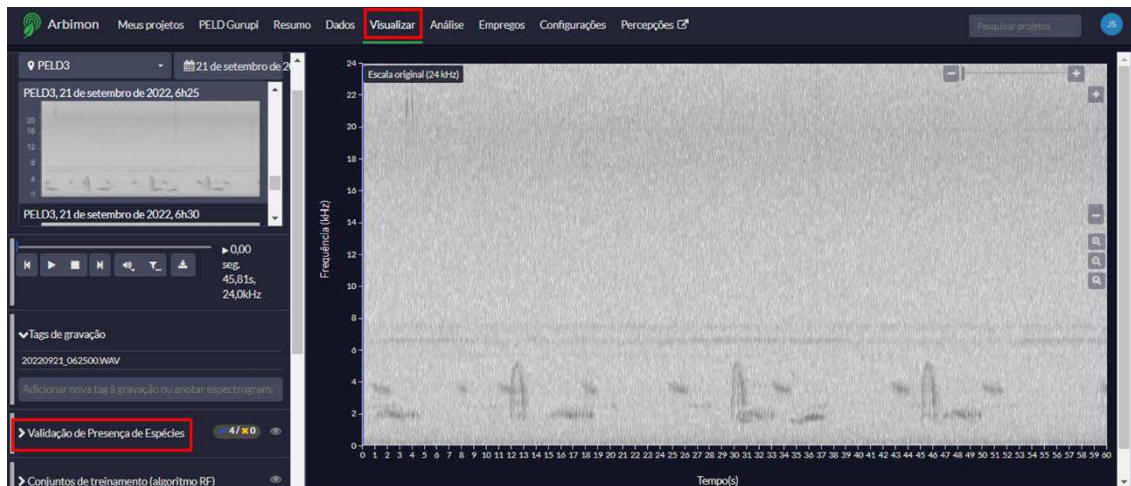 Arbimon Meus projetos PELD Gurupi Resumo Dados Visualizar Análise Empregos Configurações Percepções Pesquisar projetos JS
PELD3 21 de setembro de 2
PELD3, 21 de setembro de 2022, 6h25
20
16
12
8
4
0
PELD3, 21 de setembro de 2022, 6h30
0,00
seg.
45,81s,
24,0kHz
Tags de gravação
20220921_062500.WAV
Adicionar nova tag à gravação ou anotar espectrograma
Validação de Presença de Espécies 4/ 0
Conjuntos de treinamento (algoritmo RF)
Escala original (24 kHz)
Frequência (kHz)
24
22
20
18
16
14
12
10
8
6
4
2
0
0 1 2 3 4 5 6 7 8 9 10 11 12 13 14 15 16 17 18 19 20 21 22 23 24 25 26 27 28 29 30 31 32 33 34 35 36 37 38 39 40 41 42 43 44 45 46 47 48 49 50 51 52 53 54 55 56 57 58 59 60
Tempo(s)